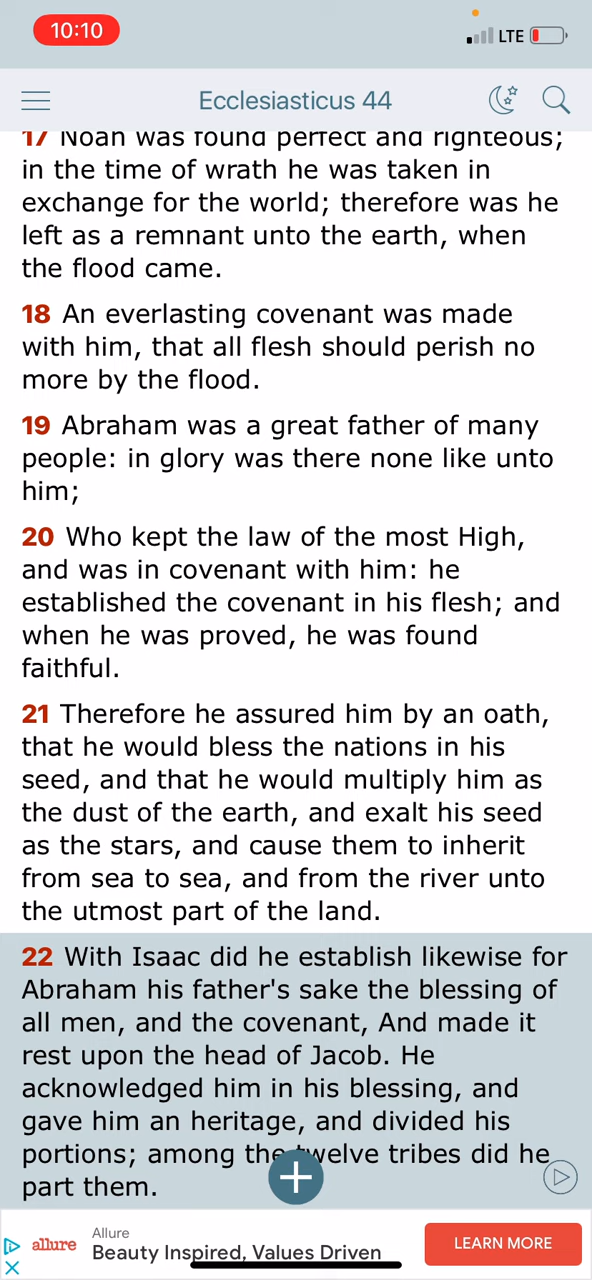 10:10
LTE
Ecclesiasticus 44
17 Noah was found perfect and righteous;
in the time of wrath he was taken in
exchange for the world; therefore was he
left as a remnant unto the earth, when
the flood came.
18 An everlasting covenant was made
with him, that all flesh should perish no
more by the flood.
19 Abraham was a great father of many
people: in glory was there none like unto
him;
20 Who kept the law of the most High,
and was in covenant with him: he
established the covenant in his flesh; and
when he was proved, he was found
faithful.
21 Therefore he assured him by an oath,
that he would bless the nations in his
seed, and that he would multiply him as
the dust of the earth, and exalt his seed
as the stars, and cause them to inherit
from sea to sea, and from the river unto
the utmost part of the land.
22 With Isaac did he establish likewise for
Abraham his father's sake the blessing of
all men, and the covenant, And made it
rest upon the head of Jacob. He
acknowledged him in his blessing, and
gave him an heritage, and divided his
portions; among the twelve tribes did he
part them.
allure
Allure
Beauty Inspired, Values Driven
LEARN MORE